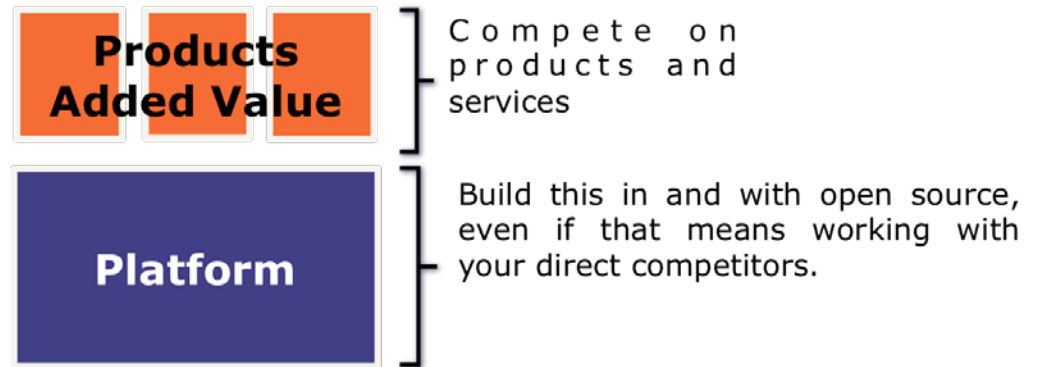 Products
Added Value
Compete on
products and
services
Platform
Build this in and with open source,
even if that means working with
your direct competitors.